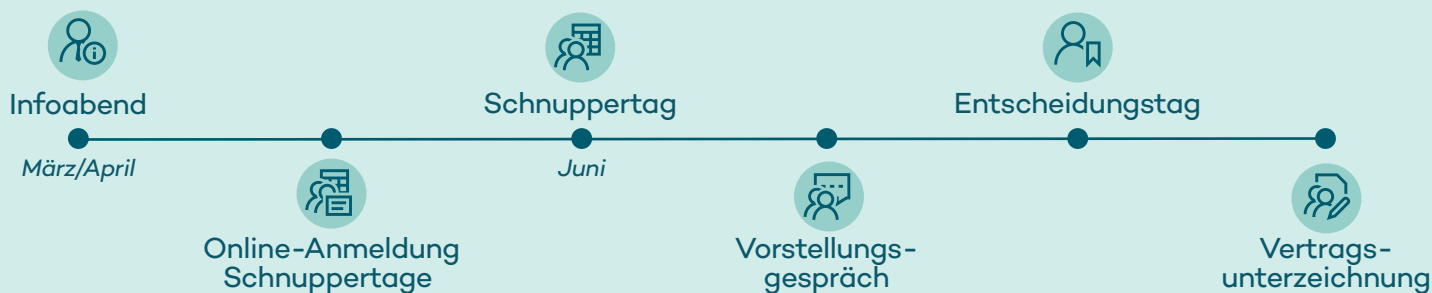 Infoabend
März/April
Online-Anmeldung
Schnuppertage
Schnuppertag
Juni
Vorstellungs-
gespräch
Entscheidungstag
Vertrags-
unterzeichnung